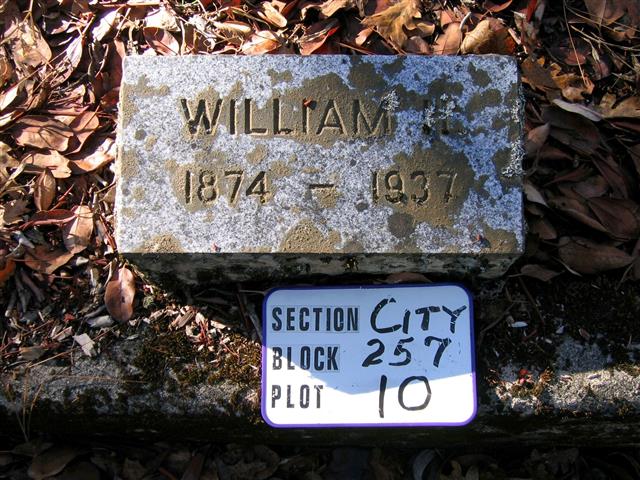 WILLIAM H.
1874 – 1937
SECTION CITY
BLOCK 257
PLOT 10